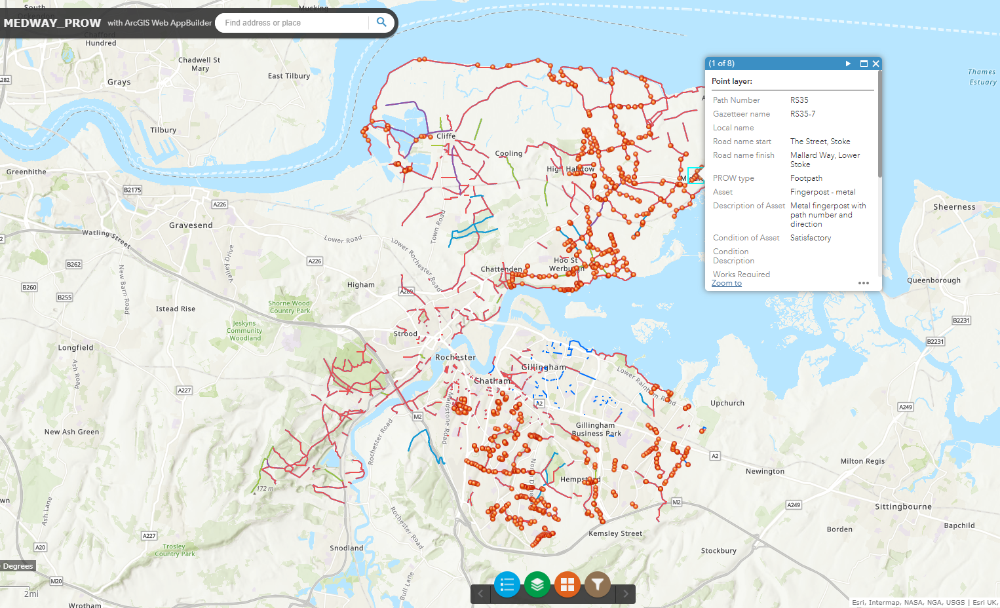 South
Ockendon
Mucking
MEDWAY_PROW with ArcGIS Web AppBuilder
Find address or place
Chafford
Hundred
Chadwell St
Mary
A282
Grays
East Tilbury
Tilbury
Greenhithe
B2175
A226
Gravesend
Watling Street
B262
Valley Drive
New Barn Road
A226
Lower Road
Lower Rochester Road
Town Road
B260
B255
Higham
A289
Istead Rise
Shorne Wood
Country Park
Jeskyns
Community
Woodland
Longfield
Ash Road
Strood
Rochester
Chatham
Gillingham
Lower Rainham Road
A227
A2
Maidstone Road
M2
Rochester Road
New Ash Green
Gillingham
Business Park
Upchurch
A249
A2
Newington
Milton Regis
172 m
Hempstead
M2
A249
Sittingbourne
Ash Lane
Rochester Road
A227
Kemsley Street
Borden
Bapchild
Trosley
Country Park
A20
Snodland
Stockbury
Degrees
M20
Bull Lane
2mi
Wrotham
Cliffe
Cooling
High Halstow
Chattenden
Hoo St
Werburgh
Thames
Estuary
Sheerness
Queenborough
B2231
B2231
(1 of 8)
Point layer:
Path Number RS35
Gazetteer name RS35-7
Local name
Road name start The Street, Stoke
Road name finish Mallard Way, Lower
Stoke
PROW type Footpath
Asset Fingerpost - metal
Description of Asset Metal fingerpost with
path number and
direction
Condition of Asset Satisfactory
Condition
Description
Works Required
Zoom to
Esri, Intermap, NASA, NGA, USGS | Esri UK,